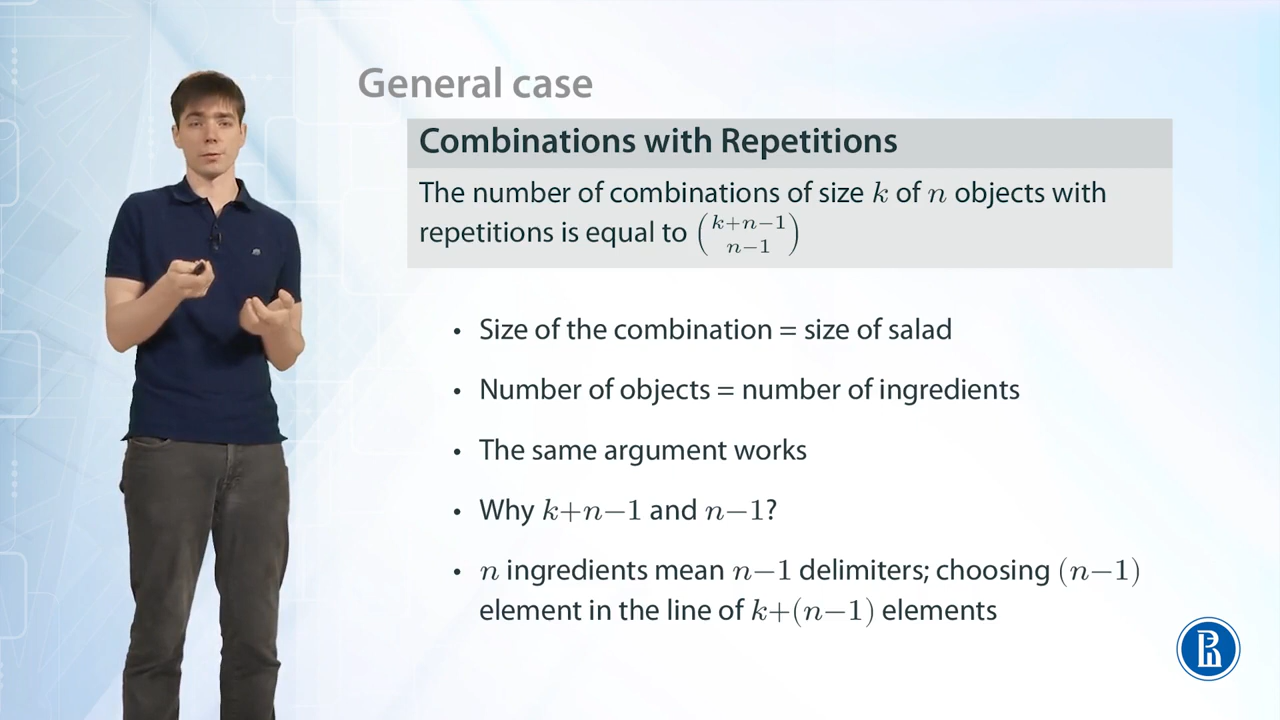 General case
Combinations with Repetitions
The number of combinations of size k of n objects with
repetitions is equal to \binom{k+n−1}{n−1}
• Size of the combination = size of salad
• Number of objects = number of ingredients
• The same argument works
• Why k+n−1 and n−1?
• n ingredients mean n−1 delimiters; choosing (n−1)
element in the line of k+(n−1) elements